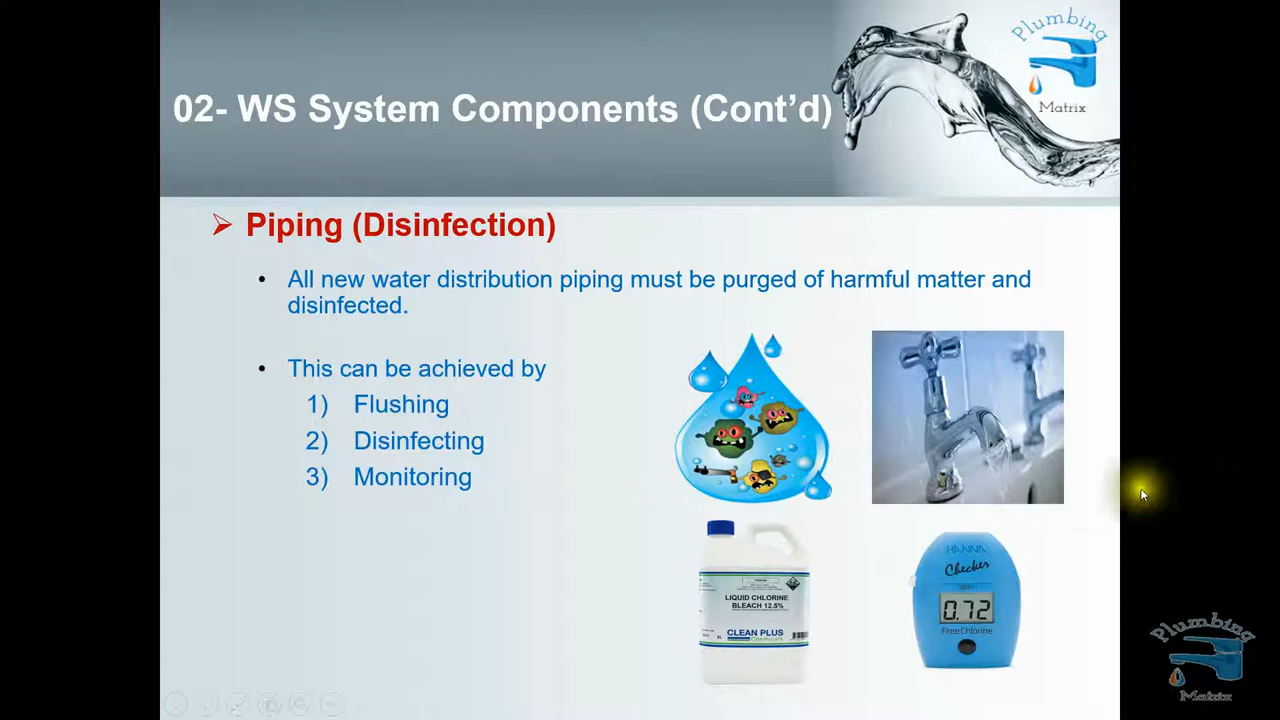 Plumbing
Matrix
02- WS System Components (Cont’d)
Piping (Disinfection)
All new water distribution piping must be purged of harmful matter and
disinfected.
This can be achieved by
1) Flushing
2) Disinfecting
3) Monitoring
LIQUID CHLORINE
BLEACH 12.5%
CLEAN PLUS
Chemicals
HANNA
Checker
0.72
Free Chlorine
Plumbing
Matrix